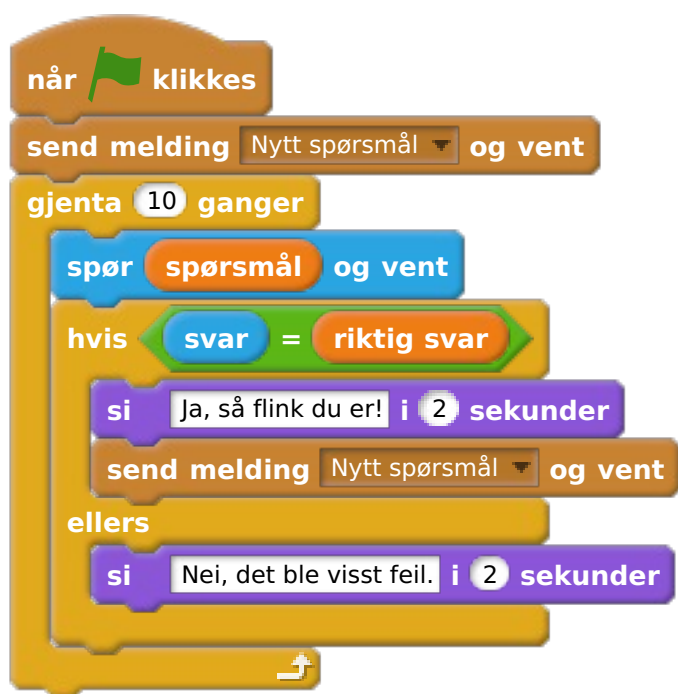 når klikkes
send melding Nytt spørsmål og vent
gjenta 10 ganger
spør spørsmål og vent
hvis svar = riktig svar
si Ja, så flink du er! i 2 sekunder
send melding Nytt spørsmål og vent
ellers
si Nei, det ble visst feil. i 2 sekunder